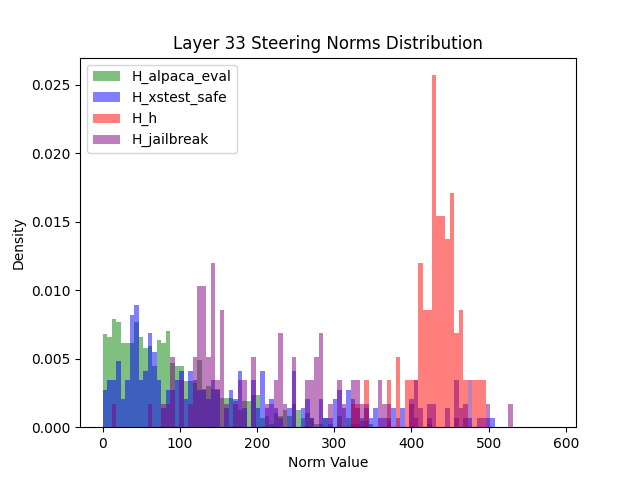 Layer 33 Steering Norms Distribution
H_alpaca_eval
H_xstest_safe
H_h
H_jailbreak
Density
0.025
0.020
0.015
0.010
0.005
0.000
0 100 200 300 400 500 600
Norm Value